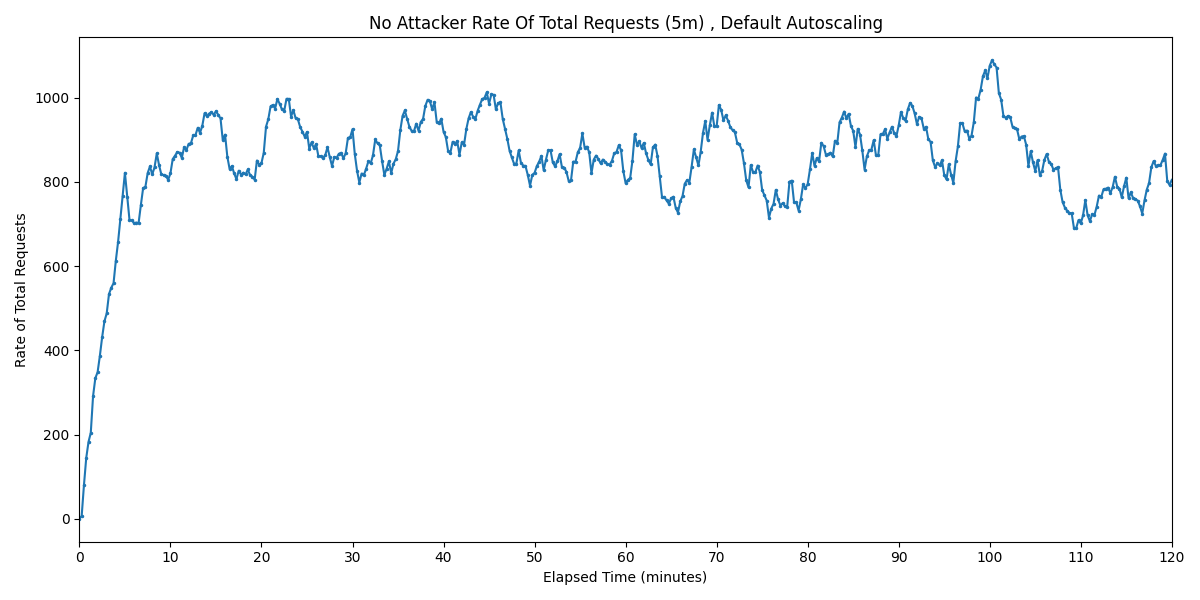 No Attacker Rate Of Total Requests (5m) , Default Autoscaling
Rate of Total Requests
1000
800
600
400
200
0
0 10 20 30 40 50 60 70 80 90 100 110 120
Elapsed Time (minutes)